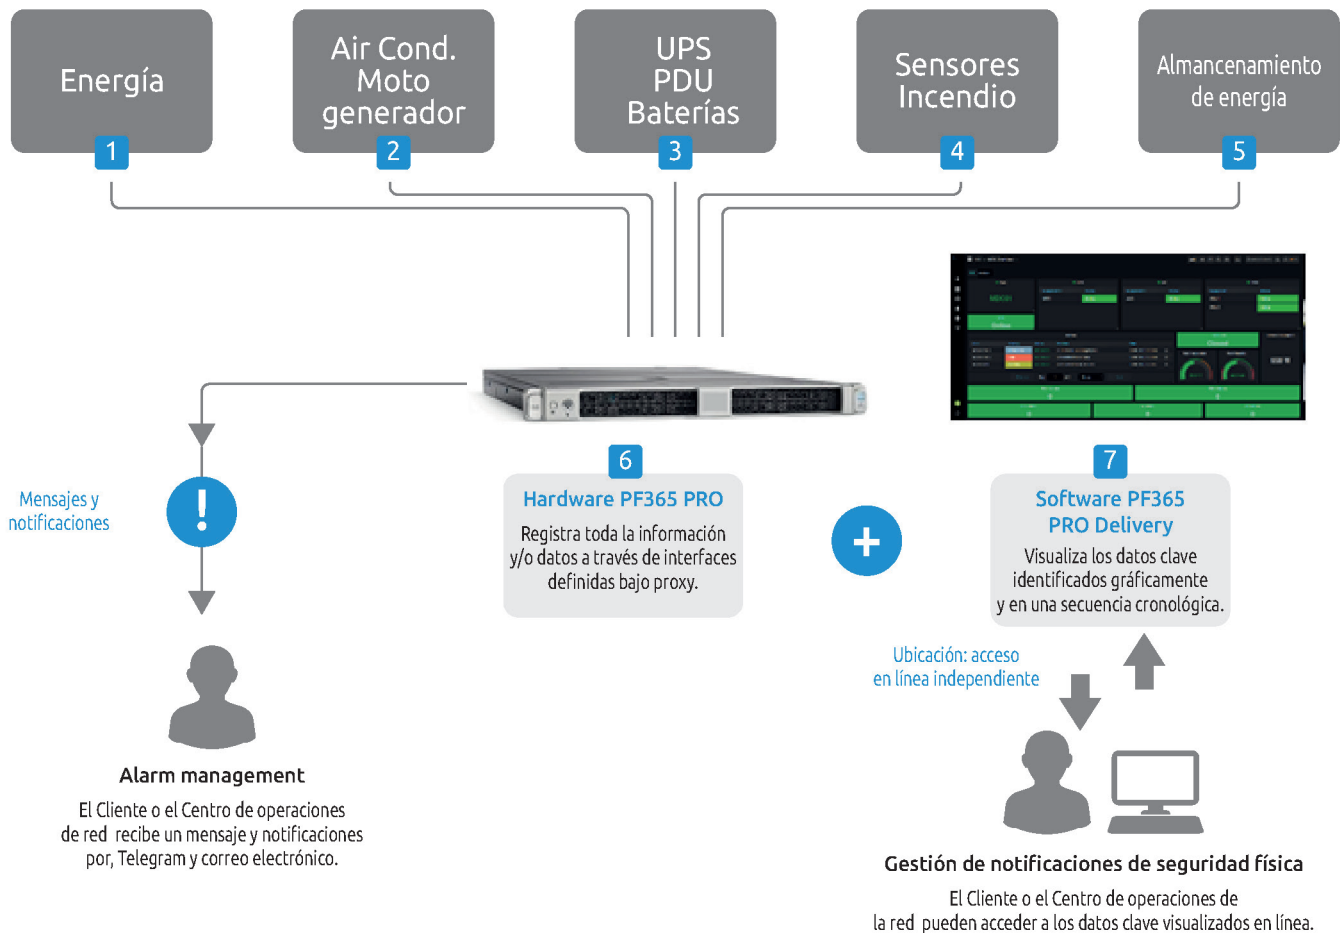 Energía
1
Air Cond.
Moto
generador
2
UPS
PDU
Baterías
3
Sensores
Incendio
4
Almancenamiento
de energía
5
Mensajes y
notificaciones
!
Alarm management
El Cliente o el Centro de operaciones
de red recibe un mensaje y notificaciones
por, Telegram y correo electrónico.
6
Hardware PF365 PRO
Registra toda la información
y/o datos a través de interfaces
definidas bajo proxy.
+
7
Software PF365
PRO Delivery
Visualiza los datos clave
identificados gráficamente
y en una secuencia cronológica.
Ubicación: acceso
en línea independiente
Gestión de notificaciones de seguridad física
El Cliente o el Centro de operaciones de
la red pueden acceder a los datos clave visualizados en línea.